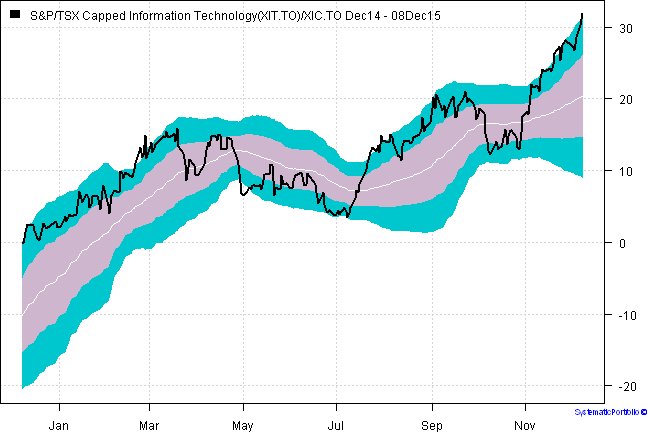 S&P/TSX Capped Information Technology(XIT.TO)/XIC.TO Dec14 - 08Dec15
30
20
10
0
-10
-20
Jan Mar May Jul Sep Nov
SystematicPortfolio ©